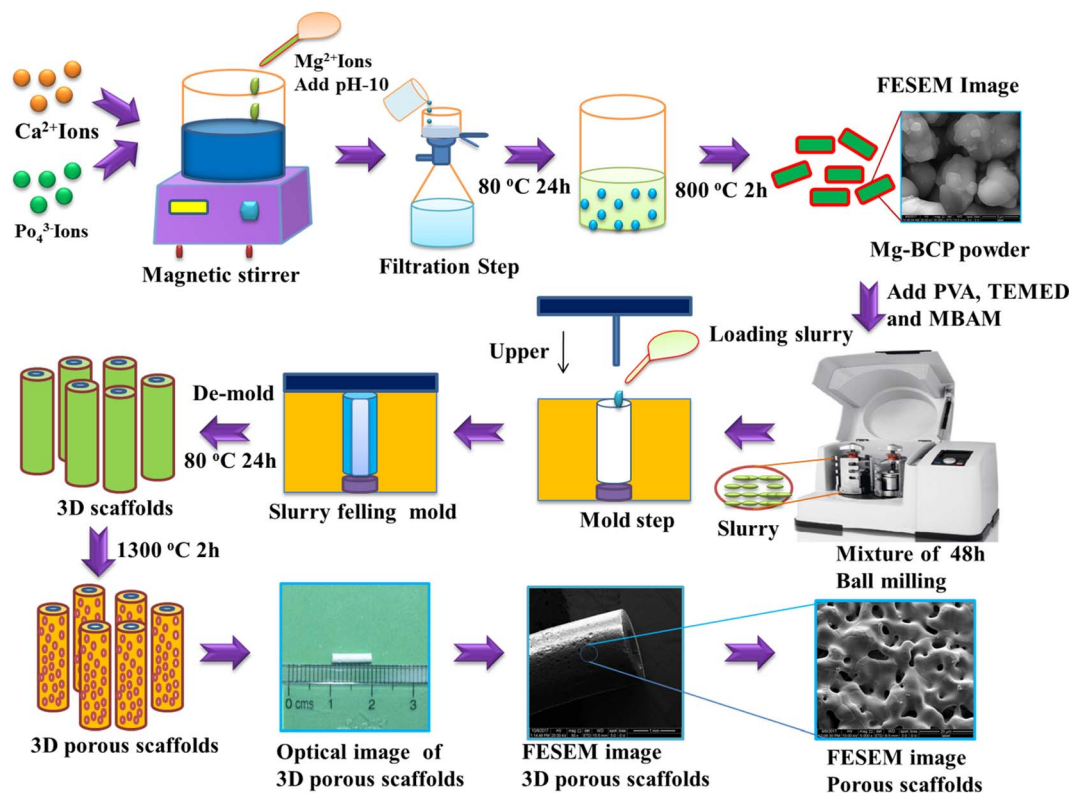 Mg²⁺Ions
Add pH-10
Ca²⁺Ions
Po₄³⁻Ions
Magnetic stirrer
Filtration Step
80 ºC 24h
800 ºC 2h
FESEM Image
Mg-BCP powder
Add PVA, TEMED
and MBAM
Loading slurry
Upper
De-mold
80 ºC 24h
3D scaffolds
Slurry felling mold
Mold step
Slurry
Mixture of 48h
Ball milling
1300 ºC 2h
3D porous scaffolds
0 cms 1 2 3
Optical image of
3D porous scaffolds
FESEM image
3D porous scaffolds
FESEM image
Porous scaffolds